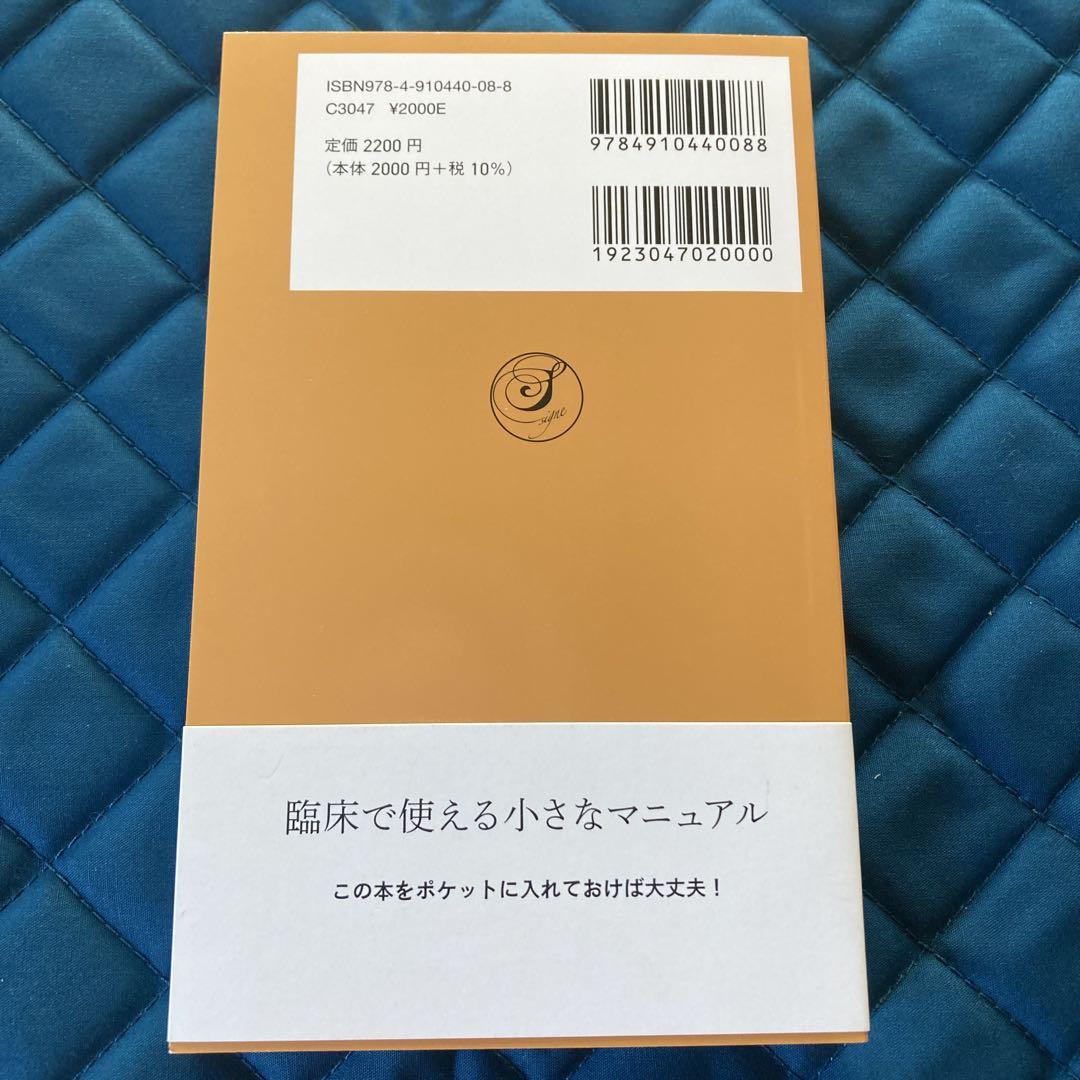 ISBN978-4-910440-08-8
C3047 ¥2000E
定価 2200 円
(本体 2000 円+税 10%)
9784910440088
1923047020000
S
signe
臨床で使える小さなマニュアル
この本をポケットに入れておけば大丈夫！